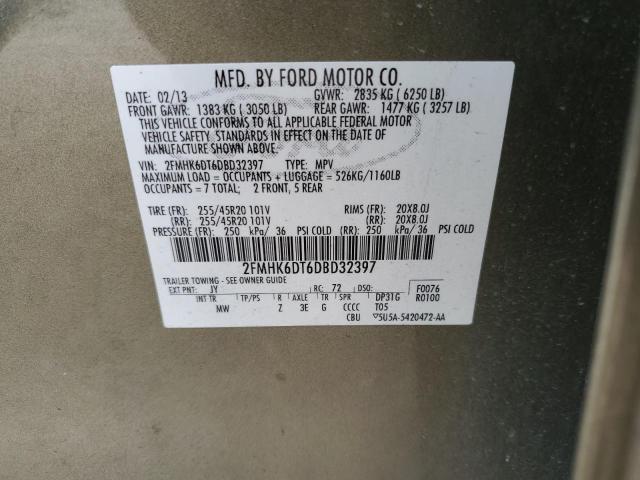 MFD. BY FORD MOTOR CO.
DATE: 02/13 GVWR: 2835 KG ( 6250 LB)
FRONT GAWR: 1383 KG ( 3050 LB) REAR GAWR: 1477 KG ( 3257 LB)
THIS VEHICLE CONFORMS TO ALL APPLICABLE FEDERAL MOTOR
VEHICLE SAFETY STANDARDS IN EFFECT ON THE DATE OF
MANUFACTURE SHOWN ABOVE.
VIN: 2FMHK6DT6DBD32397 TYPE: MPV
MAXIMUM LOAD = OCCUPANTS + LUGGAGE = 526KG/1160LB
OCCUPANTS = 7 TOTAL; 2 FRONT, 5 REAR
TIRE (FR): 255/45R20 101V RIMS (FR): 20X8.0J
(RR): 255/45R20 101V (RR): 20X8.0J
PRESSURE (FR): 250 kPa/ 36 PSI COLD (RR): 250 kPa/ 36 PSI COLD
2FMHK6DT6DBD32397
TRAILER TOWING - SEE OWNER GUIDE
EXT PNT: JY RC: 72 DSO: F0076
INT TR TP/PS R AXLE TR SPR DP31G R0100
MW Z 3E G CCCC T05
CBU 5U5A-5420472-AA
Ford